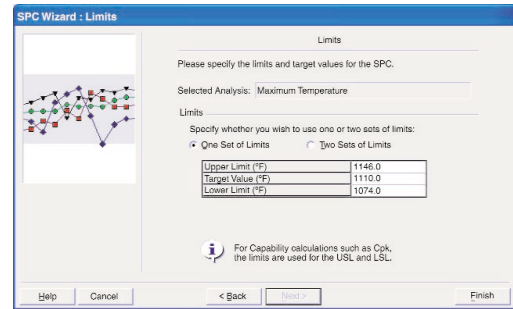 SPC Wizard : Limits
Limits
Please specify the limits and target values for the SPC.
Selected Analysis: Maximum Temperature
Limits
Specify whether you wish to use one or two sets of limits:
One Set of Limits Two Sets of Limits
Upper Limit (°F) 1146.0
Target Value (°F) 1110.0
Lower Limit (°F) 1074.0
For Capability calculations such as Cpk,
the limits are used for the USL and LSL.
Help Cancel < Back Next > Finish